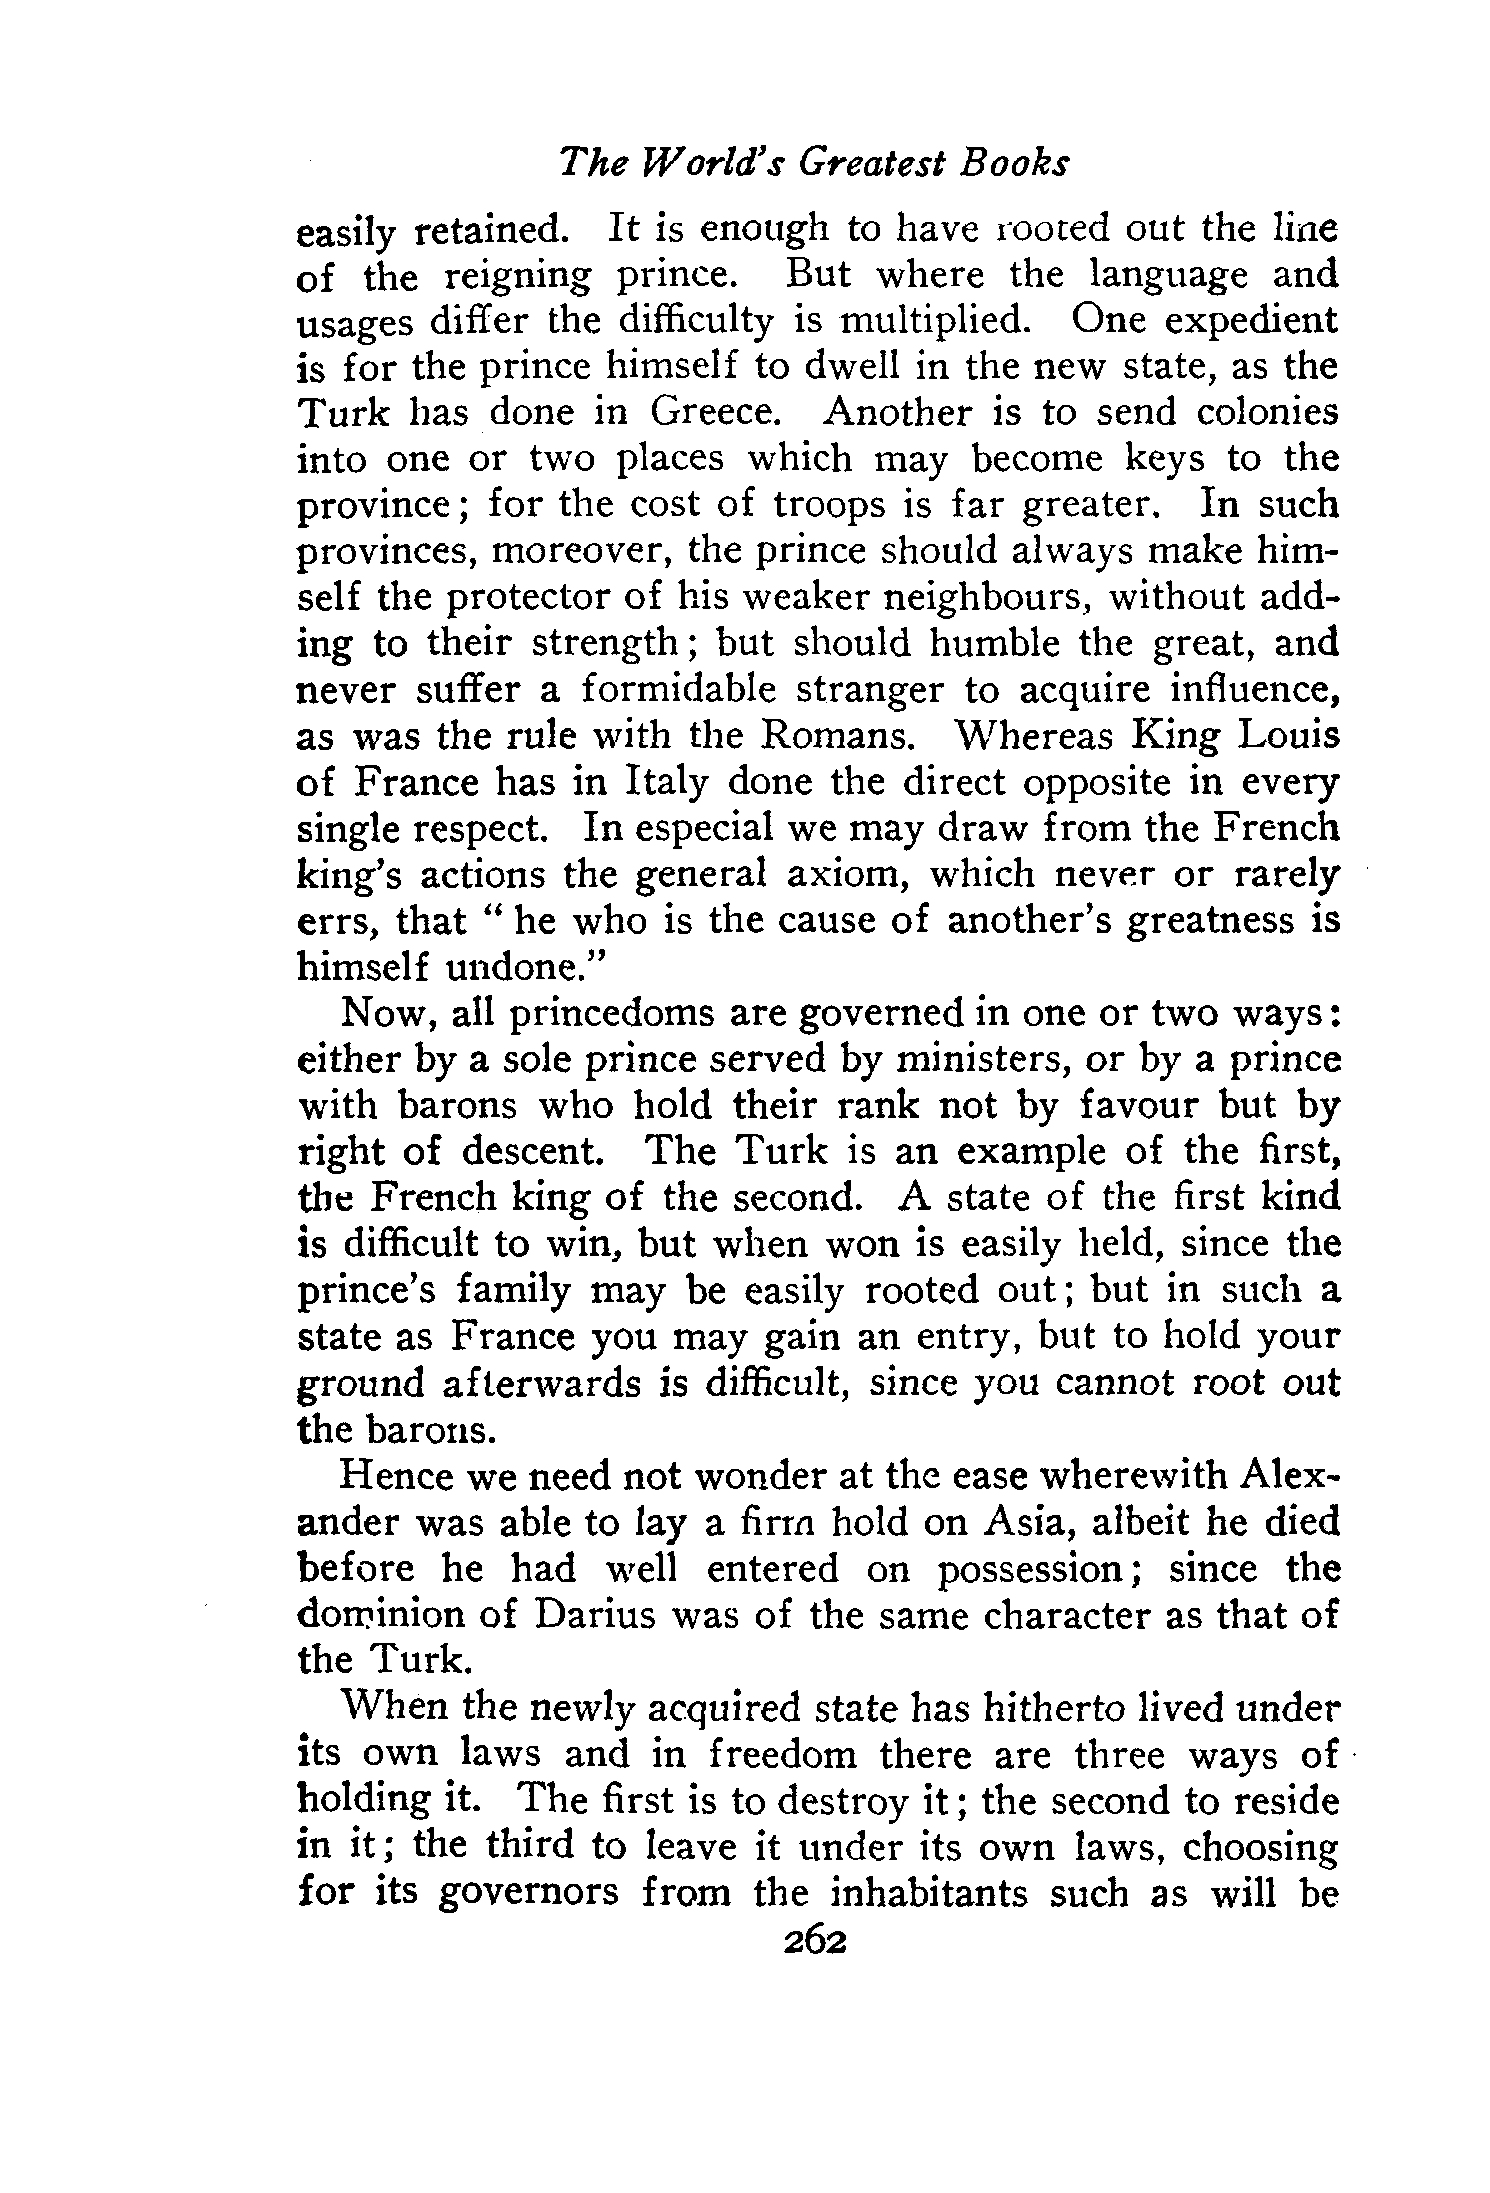 The World's Greatest Books
easily retained. It is enough to have rooted out the line
of the reigning prince. But where the language and
usages differ the difficulty is multiplied. One expedient
is for the prince himself to dwell in the new state, as the
Turk has done in Greece. Another is to send colonies
into one or two places which may become keys to the
province; for the cost of troops is far greater. In such
provinces, moreover, the prince should always make him-
self the protector of his weaker neighbours, without add-
ing to their strength; but should humble the great, and
never suffer a formidable stranger to acquire influence,
as was the rule with the Romans. Whereas King Louis
of France has in Italy done the direct opposite in every
single respect. In especial we may draw from the French
king's actions the general axiom, which never or rarely
errs, that "he who is the cause of another's greatness is
himself undone."
Now, all princedoms are governed in one or two ways:
either by a sole prince served by ministers, or by a prince
with barons who hold their rank not by favour but by
right of descent. The Turk is an example of the first,
the French king of the second. A state of the first kind
is difficult to win, but when won is easily held, since the
prince's family may be easily rooted out; but in such a
state as France you may gain an entry, but to hold your
ground afterwards is difficult, since you cannot root out
the barons.
Hence we need not wonder at the ease wherewith Alex-
ander was able to lay a firm hold on Asia, albeit he died
before he had well entered on possession; since the
dominion of Darius was of the same character as that of
the Turk.
When the newly acquired state has hitherto lived under
its own laws and in freedom there are three ways of
holding it. The first is to destroy it; the second to reside
in it; the third to leave it under its own laws, choosing
for its governors from the inhabitants such as will be
262